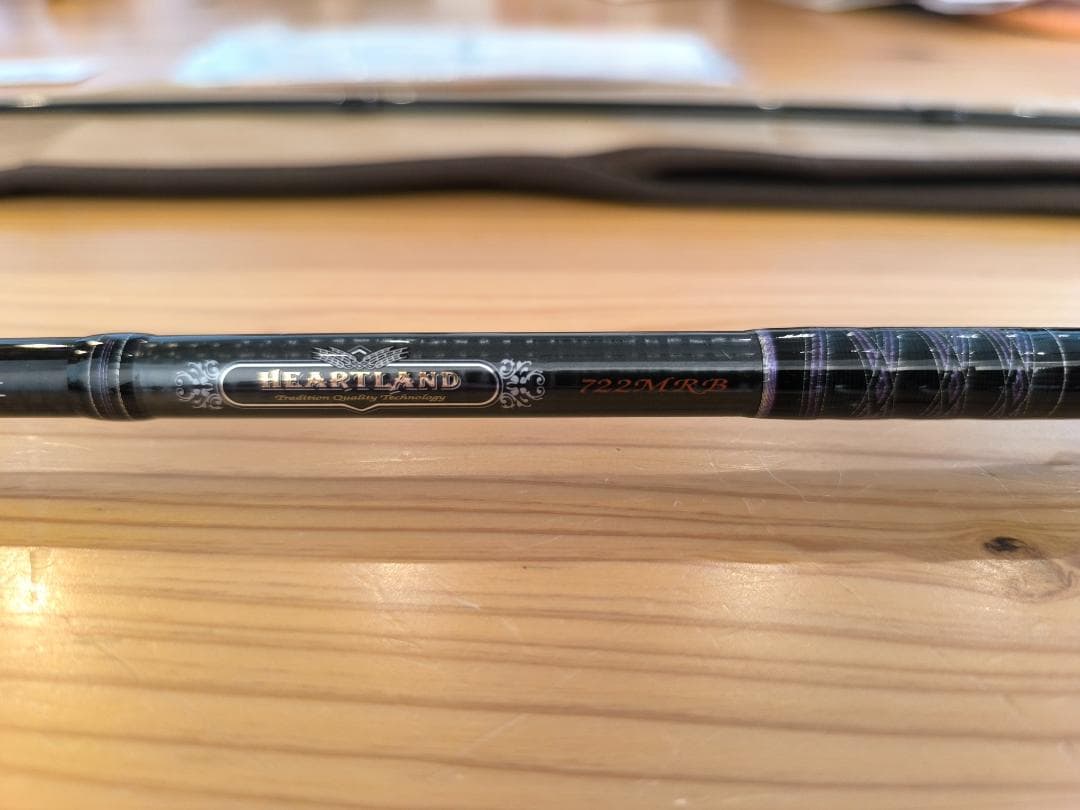 HEARTLAND
Tradition Quality Technology
722MRB